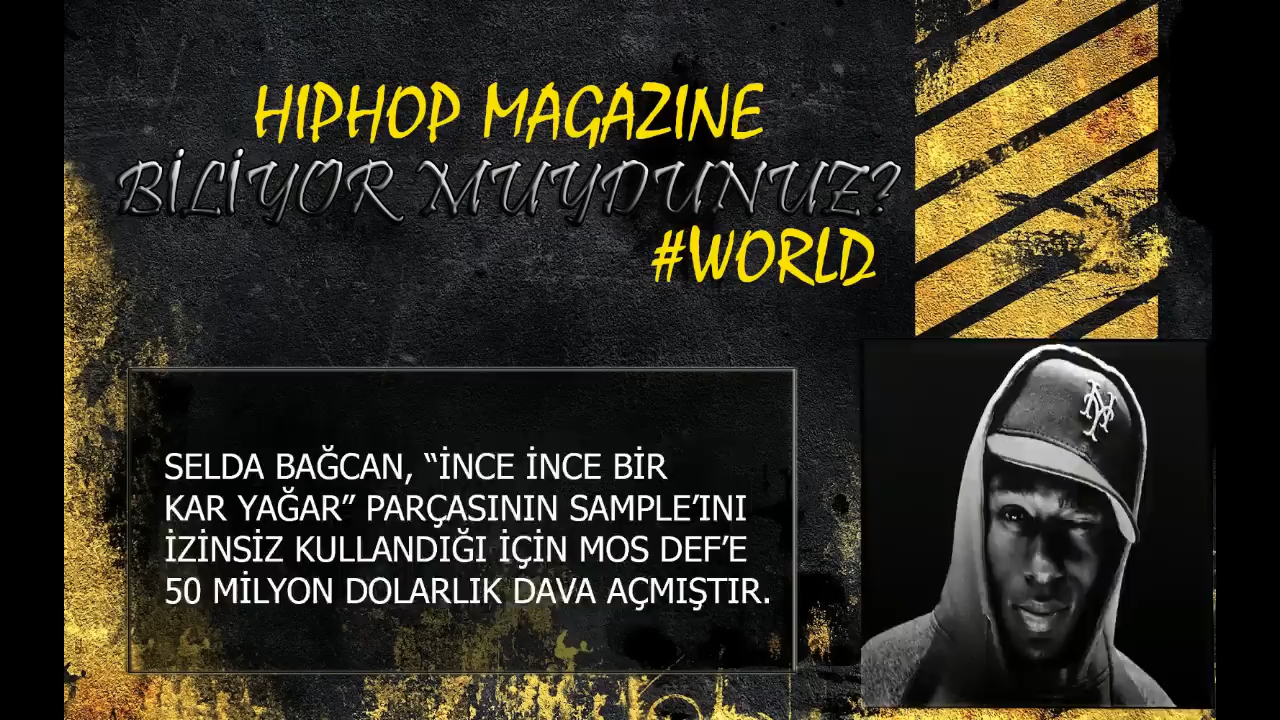 HIPHOP MAGAZINE
BİLİYOR MUYDUNUZ?
#WORLD
SELDA BAĞCAN, “İNCE İNCE BİR
KAR YAĞAR” PARÇASININ SAMPLE’INI
İZİNSİZ KULLANDIĞI İÇİN MOS DEF’E
50 MİLYON DOLARLIK DAVA AÇMIŞTIR.
NY